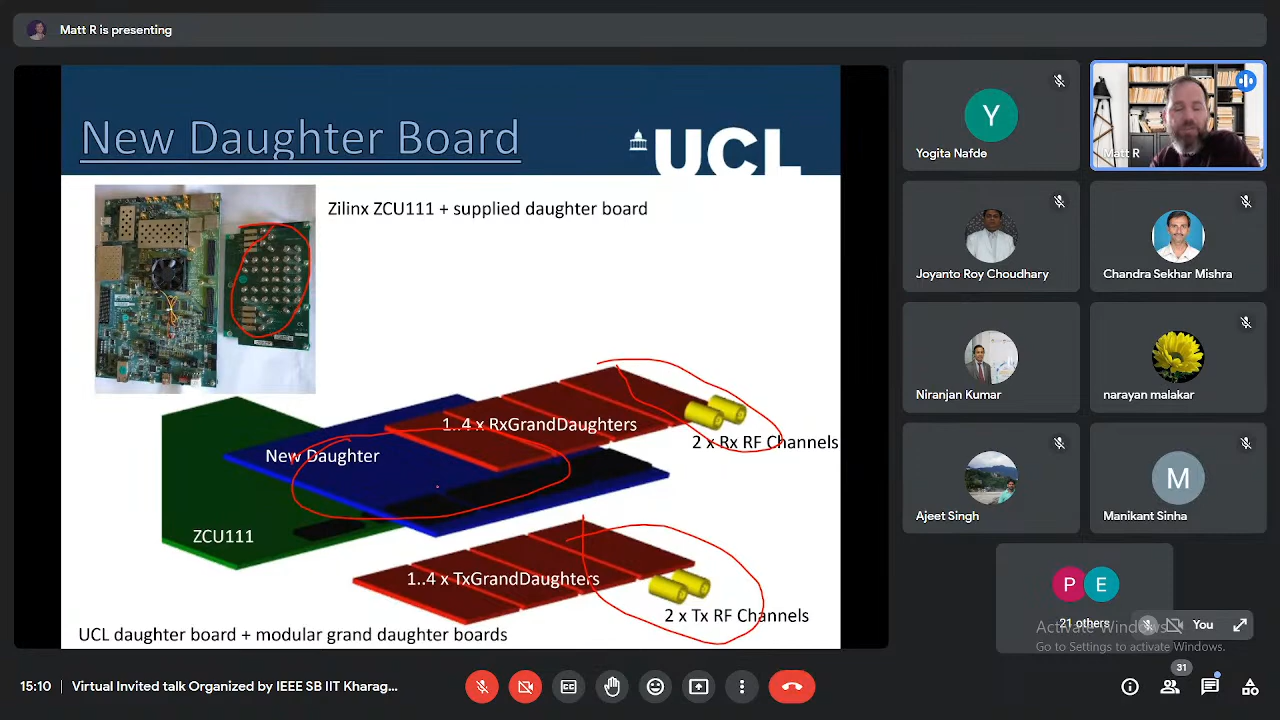 Matt R is presenting
New Daughter Board
UCL
Zilinx ZCU111 + supplied daughter board
1..4 x RxGrandDaughters
2 x Rx RF Channels
New Daughter
ZCU111
1..4 x TxGrandDaughters
2 x Tx RF Channels
UCL daughter board + modular grand daughter boards
Y
Yogita Nafde
Matt R
Joyanto Roy Choudhary
Chandra Sekhar Mishra
Niranjan Kumar
narayan malakar
Ajeet Singh
M
Manikant Sinha
P
E
21 others
You
Activate Windows
Go to Settings to activate Windows.
15:10 | Virtual Invited talk Organized by IEEE SB IIT Kharag...
31